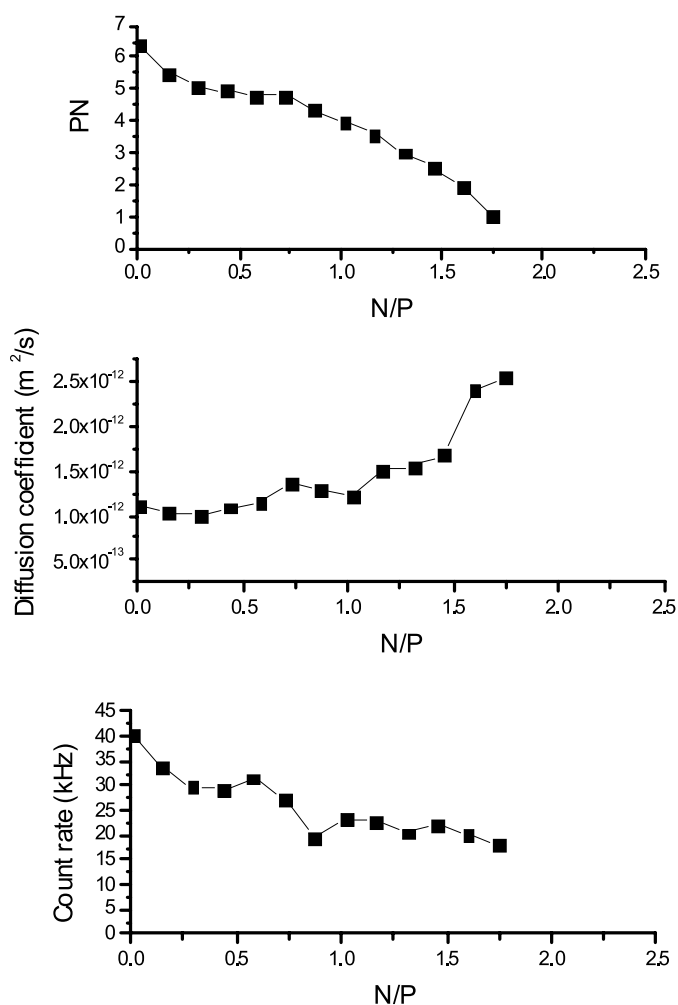 7
6
5
4
3
2
1
0
PN
0.0 0.5 1.0 1.5 2.0 2.5
N/P
2.5x10⁻¹²
2.0x10⁻¹²
1.5x10⁻¹²
1.0x10⁻¹²
5.0x10⁻¹³
Diffusion coeffident (m²/s)
0.0 0.5 1.0 1.5 2.0 2.5
N/P
45
40
35
30
25
20
15
10
5
0
Count rate (kHz)
0.0 0.5 1.0 1.5 2.0 2.5
N/P